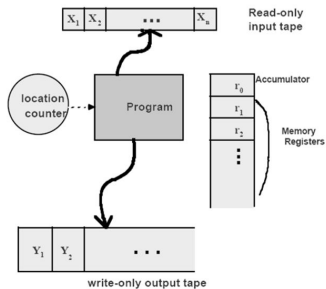 X1 X2 ... Xn
Read-only
input tape
location
counter
Program
Accumulator
r0
r1
r2
Memory
Registers
Y1 Y2 ...
write-only output tape